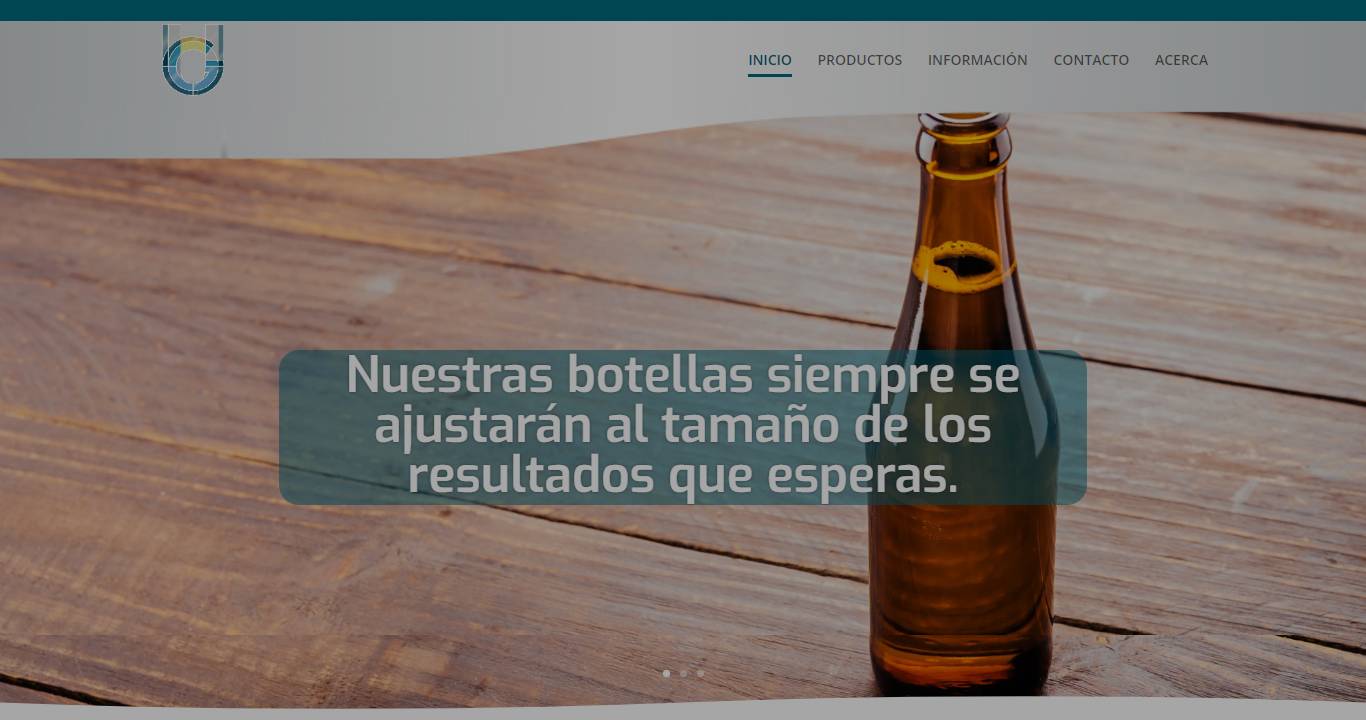 INICIO PRODUCTOS INFORMACIÓN CONTACTO ACERCA
Nuestras botellas siempre se
ajustarán al tamaño de los
resultados que esperas.